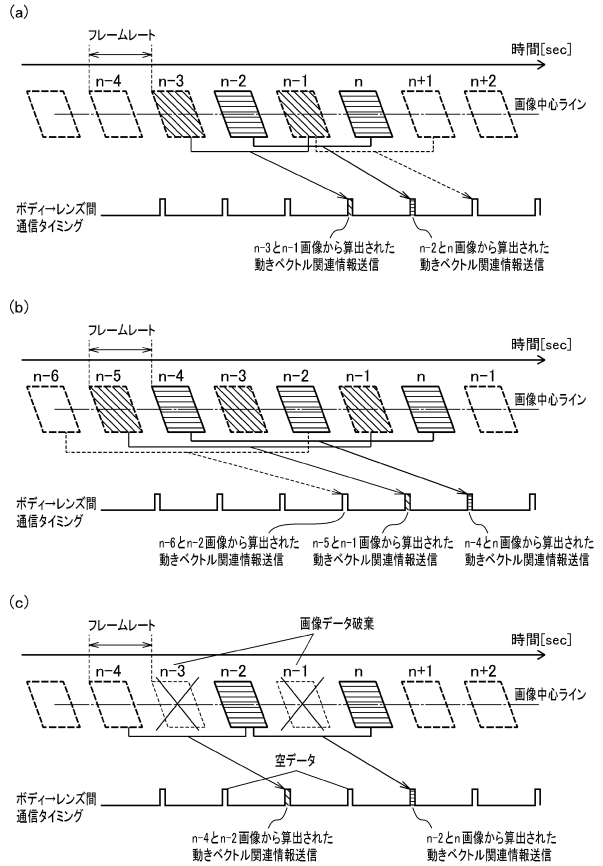 (a)
フレームレート
時間[sec]
n-4 n-3 n-2 n-1 n n+1 n+2
画像中心ライン
ボディ→レンズ間
通信タイミング
n-3とn-1画像から算出された
動きベクトル関連情報送信
n-2とn画像から算出された
動きベクトル関連情報送信
(b)
フレームレート
時間[sec]
n-6 n-5 n-4 n-3 n-2 n-1 n n-1
画像中心ライン
ボディ→レンズ間
通信タイミング
n-6とn-2画像から算出された
動きベクトル関連情報送信
n-5とn-1画像から算出された
動きベクトル関連情報送信
n-4とn画像から算出された
動きベクトル関連情報送信
(c)
フレームレート
画像データ破棄
時間[sec]
n-4 n-3 n-2 n-1 n n+1 n+2
画像中心ライン
空データ
ボディ→レンズ間
通信タイミング
n-4とn-2画像から算出された
動きベクトル関連情報送信
n-2とn画像から算出された
動きベクトル関連情報送信